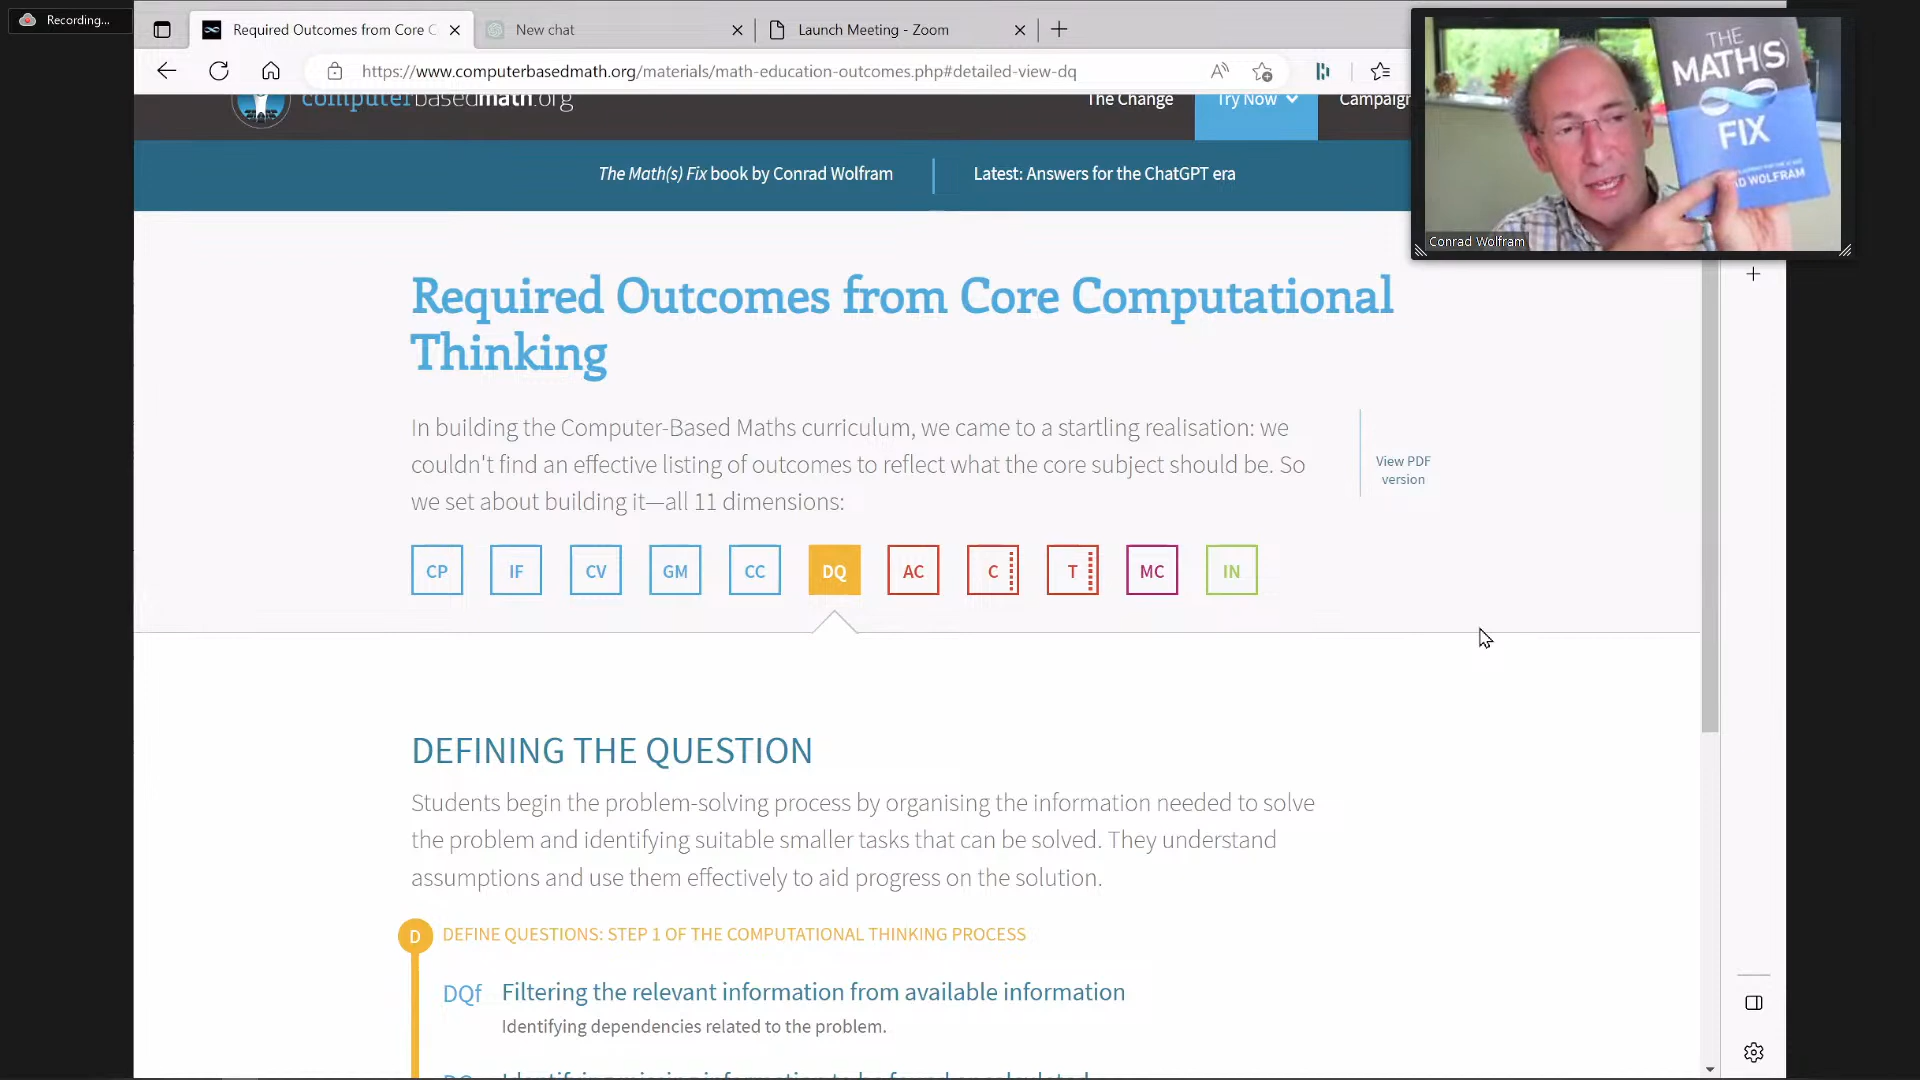 Recording...
Required Outcomes from Core C
New chat
Launch Meeting - Zoom
https://www.computerbasedmath.org/materials/math-education-outcomes.php#detailed-view-dq
computerbasedmath.org
The Change
Try Now
Campaign
The Math(s) Fix book by Conrad Wolfram
Latest: Answers for the ChatGPT era
THE
MATH(S)
FIX
D WOLFRAM
Conrad Wolfram
Required Outcomes from Core Computational
Thinking
In building the Computer-Based Maths curriculum, we came to a startling realisation: we
couldn't find an effective listing of outcomes to reflect what the core subject should be. So
we set about building it—all 11 dimensions:
View PDF
version
CP IF CV GM CC DQ AC C T MC IN
DEFINING THE QUESTION
Students begin the problem-solving process by organising the information needed to solve
the problem and identifying suitable smaller tasks that can be solved. They understand
assumptions and use them effectively to aid progress on the solution.
D DEFINE QUESTIONS: STEP 1 OF THE COMPUTATIONAL THINKING PROCESS
DQf Filtering the relevant information from available information
Identifying dependencies related to the problem.